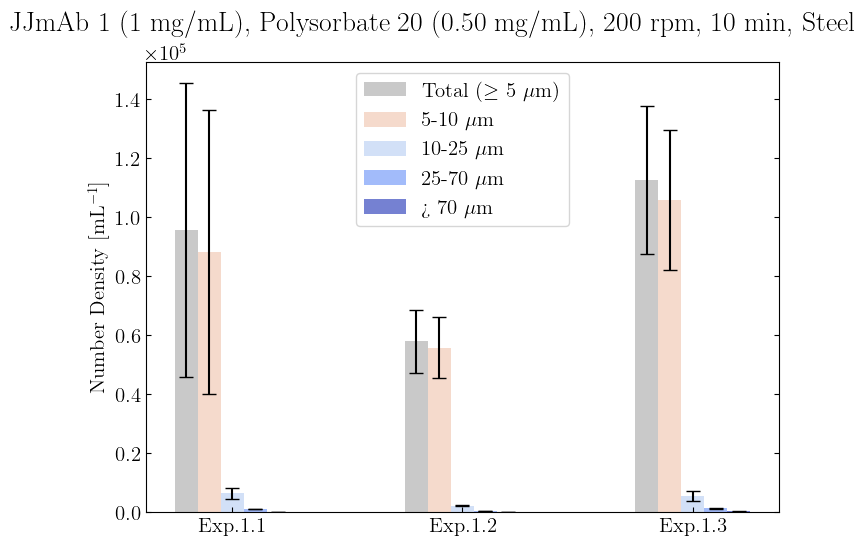 JJmAb 1 (1 mg/mL), Polysorbate 20 (0.50 mg/mL), 200 rpm, 10 min, Steel
×10⁵
Total (≥ 5 μm)
5-10 μm
10-25 μm
25-70 μm
¿ 70 μm
Number Density [mL⁻¹]
1.4
1.2
1.0
0.8
0.6
0.4
0.2
0.0
Exp.1.1
Exp.1.2
Exp.1.3